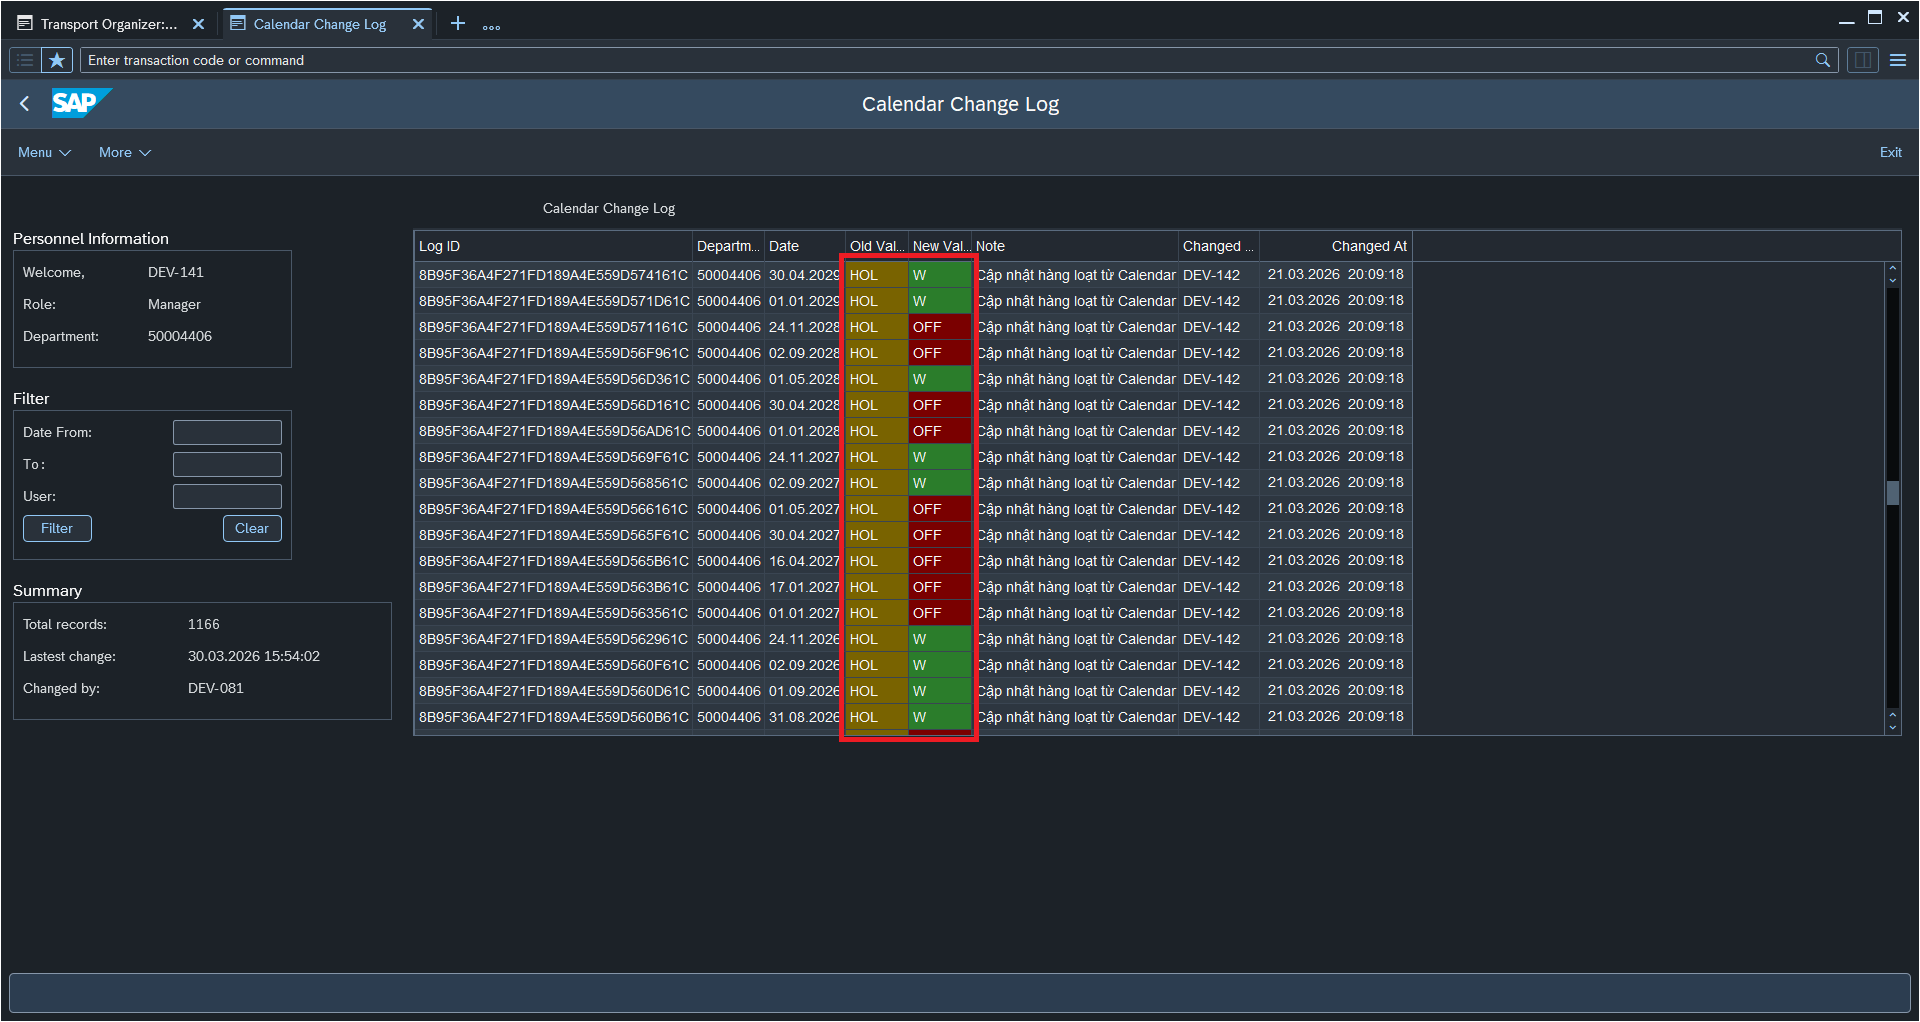 Transport Organizer:...
Calendar Change Log
Enter transaction code or command
SAP
Calendar Change Log
Menu
More
Exit
Personnel Information
Welcome, DEV-141
Role: Manager
Department: 50004406
Filter
Date From:
To:
User:
Filter Clear
Summary
Total records: 1166
Lastest change: 30.03.2026 15:54:02
Changed by: DEV-081
Calendar Change Log
Log ID Departm... Date Old Val... New Val... Note Changed ... Changed At
8B95F36A4F271FD189A4E559D574161C 50004406 30.04.2029 HOL W Cập nhật hàng loạt từ Calendar DEV-142 21.03.2026 20:09:18
8B95F36A4F271FD189A4E559D571D61C 50004406 01.01.2029 HOL W Cập nhật hàng loạt từ Calendar DEV-142 21.03.2026 20:09:18
8B95F36A4F271FD189A4E559D571161C 50004406 24.11.2028 HOL OFF Cập nhật hàng loạt từ Calendar DEV-142 21.03.2026 20:09:18
8B95F36A4F271FD189A4E559D56F961C 50004406 02.09.2028 HOL OFF Cập nhật hàng loạt từ Calendar DEV-142 21.03.2026 20:09:18
8B95F36A4F271FD189A4E559D56D361C 50004406 01.05.2028 HOL W Cập nhật hàng loạt từ Calendar DEV-142 21.03.2026 20:09:18
8B95F36A4F271FD189A4E559D56D161C 50004406 30.04.2028 HOL OFF Cập nhật hàng loạt từ Calendar DEV-142 21.03.2026 20:09:18
8B95F36A4F271FD189A4E559D56AD61C 50004406 01.01.2028 HOL OFF Cập nhật hàng loạt từ Calendar DEV-142 21.03.2026 20:09:18
8B95F36A4F271FD189A4E559D569F61C 50004406 24.11.2027 HOL W Cập nhật hàng loạt từ Calendar DEV-142 21.03.2026 20:09:18
8B95F36A4F271FD189A4E559D568561C 50004406 02.09.2027 HOL W Cập nhật hàng loạt từ Calendar DEV-142 21.03.2026 20:09:18
8B95F36A4F271FD189A4E559D566161C 50004406 01.05.2027 HOL OFF Cập nhật hàng loạt từ Calendar DEV-142 21.03.2026 20:09:18
8B95F36A4F271FD189A4E559D565F61C 50004406 30.04.2027 HOL OFF Cập nhật hàng loạt từ Calendar DEV-142 21.03.2026 20:09:18
8B95F36A4F271FD189A4E559D565B61C 50004406 16.04.2027 HOL OFF Cập nhật hàng loạt từ Calendar DEV-142 21.03.2026 20:09:18
8B95F36A4F271FD189A4E559D563B61C 50004406 17.01.2027 HOL OFF Cập nhật hàng loạt từ Calendar DEV-142 21.03.2026 20:09:18
8B95F36A4F271FD189A4E559D563561C 50004406 01.01.2027 HOL OFF Cập nhật hàng loạt từ Calendar DEV-142 21.03.2026 20:09:18
8B95F36A4F271FD189A4E559D562961C 50004406 24.11.2026 HOL W Cập nhật hàng loạt từ Calendar DEV-142 21.03.2026 20:09:18
8B95F36A4F271FD189A4E559D560F61C 50004406 02.09.2026 HOL W Cập nhật hàng loạt từ Calendar DEV-142 21.03.2026 20:09:18
8B95F36A4F271FD189A4E559D560D61C 50004406 01.09.2026 HOL W Cập nhật hàng loạt từ Calendar DEV-142 21.03.2026 20:09:18
8B95F36A4F271FD189A4E559D560B61C 50004406 31.08.2026 HOL W Cập nhật hàng loạt từ Calendar DEV-142 21.03.2026 20:09:18